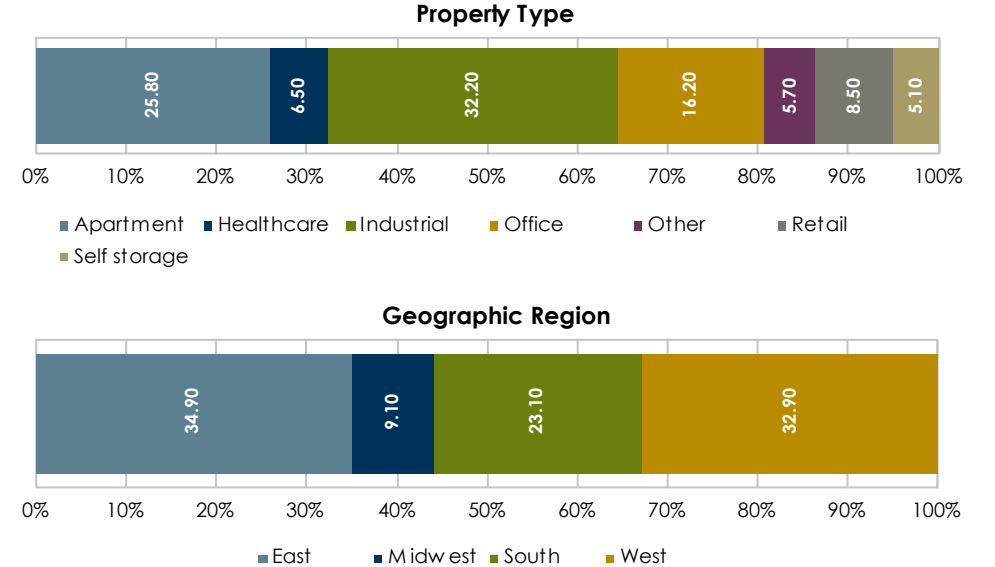 Property Type
25.80 6.50 32.20 16.20 5.70 8.50 5.10
0% 10% 20% 30% 40% 50% 60% 70% 80% 90% 100%
Apartment Healthcare Industrial Office Other Retail
Self storage
Geographic Region
34.90 9.10 23.10 32.90
0% 10% 20% 30% 40% 50% 60% 70% 80% 90% 100%
East Midwest South West